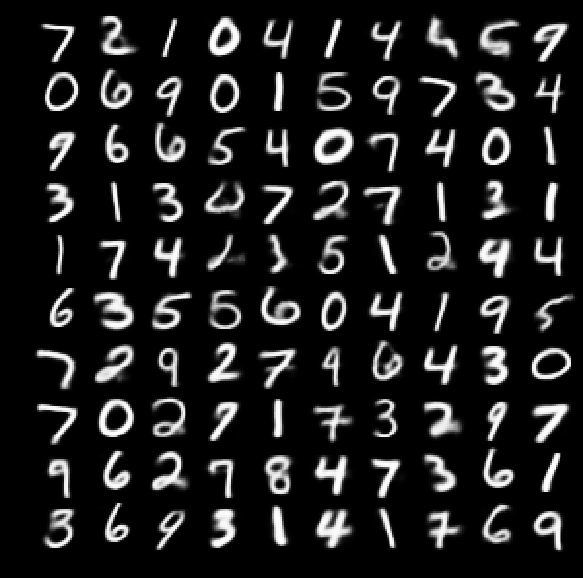 7 2 1 0 4 1 4 5 9
0 6 9 0 1 5 9 7 3 4
9 6 6 5 4 0 7 4 0 1
3 1 3 7 2 7 1 3 1
1 7 4 5 1 2 4 4
6 3 5 5 6 0 4 1 9 5
7 2 9 2 7 9 6 4 3 0
7 0 2 9 1 7 3 2 9 7
9 6 2 7 8 4 7 3 6 1
3 6 9 3 1 4 1 7 6 9